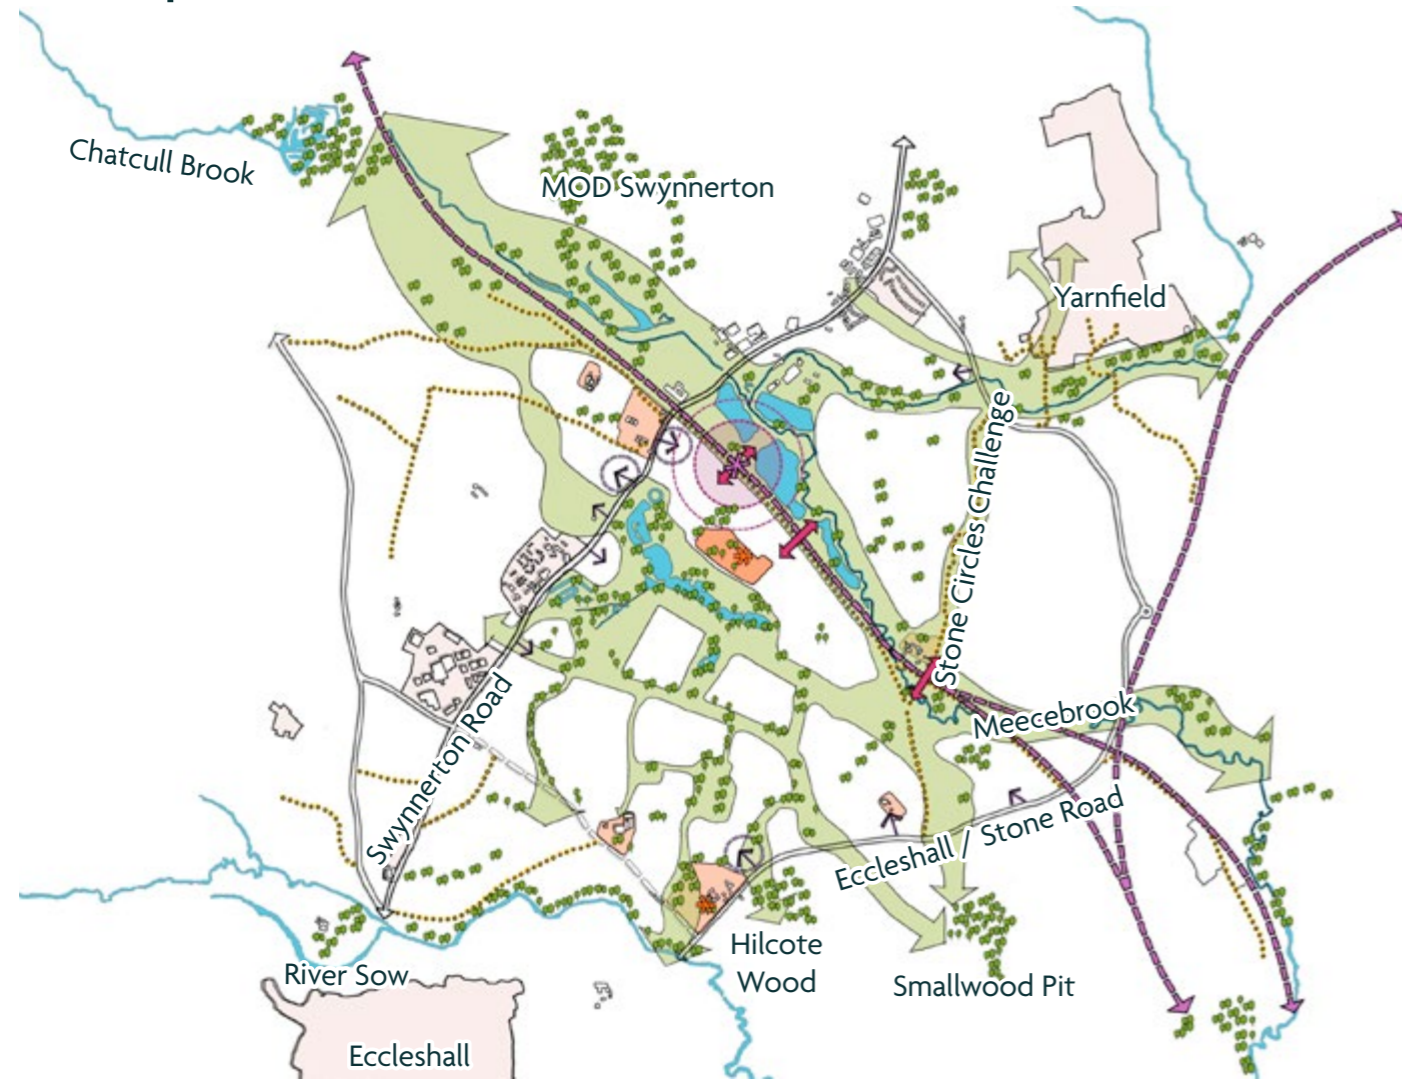 Chatcull Brook
MOD Swynnerton
Yarnfield
Stone Circles Challenge
Meecebrook
Swynnerton Road
Eccleshall / Stone Road
Hilcote
Wood
Smallwood Pit
River Sow
Eccleshall